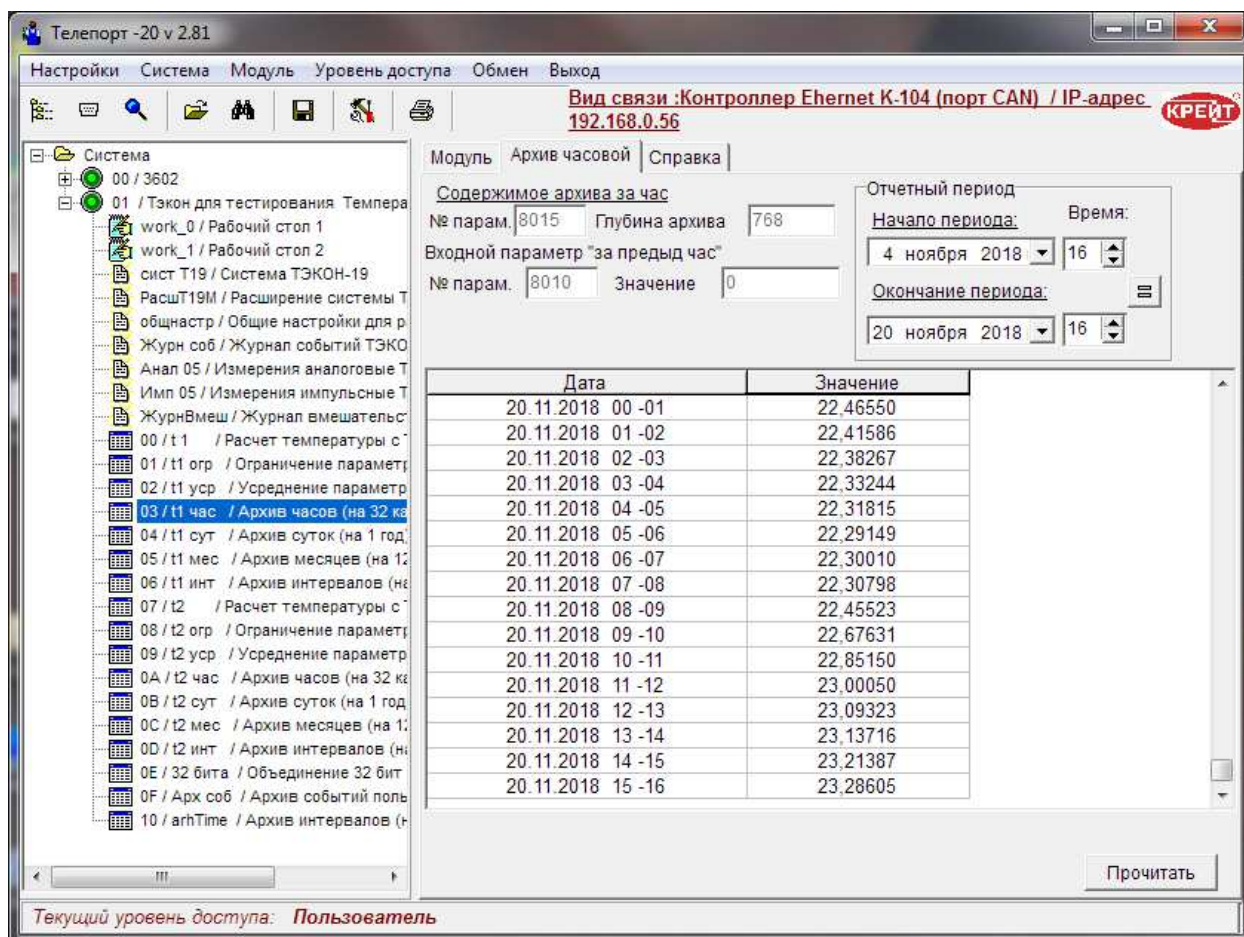 Телепорт -20 v 2.81
Настройки Система Модуль Уровень доступа Обмен Выход
Вид связи :Контроллер Ehernet K-104 (порт CAN) / IP-адрес
192.168.0.56
КРЕЙТ
Система
00 / 3602
01 / Тэкон для тестирования Темпера
work_0 / Рабочий стол 1
work_1 / Рабочий стол 2
сист Т19 / Система ТЭКОН-19
РасшТ19М / Расширение системы Т
общнастр / Общие настройки для р
Журн соб / Журнал событий ТЭКО
Анал 05 / Измерения аналоговые Т
Имп 05 / Измерения импульсные Т
ЖурнВмеш / Журнал вмешательс
00 / t 1 / Расчет температуры с
01 / t1 огр / Ограничение параметр
02 / t1 уср / Усреднение параметр
03 / t1 час / Архив часов (на 32 ка
04 / t1 сут / Архив суток (на 1 год
05 / t1 мес / Архив месяцев (на 12
06 / t1 инт / Архив интервалов (на
07 / t2 / Расчет температуры с
08 / t2 огр / Ограничение параметр
09 / t2 уср / Усреднение параметр
0A / t2 час / Архив часов (на 32 ка
0B / t2 сут / Архив суток (на 1 год
0C / t2 мес / Архив месяцев (на 12
0D / t2 инт / Архив интервалов (на
0E / 32 бита / Объединение 32 бит
0F / Арх соб / Архив событий поль
10 / arhTime / Архив интервалов (н
Модуль Архив часовой Справка
Содержимое архива за час
№ парам. 8015 Глубина архива 768
Входной параметр "за предыд час"
№ парам. 8010 Значение 0
Отчетный период
Начало периода: Время:
4 ноября 2018 16
Окончание периода:
20 ноября 2018 16
Дата Значение
20.11.2018 00 -01 22,46550
20.11.2018 01 -02 22,41586
20.11.2018 02 -03 22,38267
20.11.2018 03 -04 22,33244
20.11.2018 04 -05 22,31815
20.11.2018 05 -06 22,29149
20.11.2018 06 -07 22,30010
20.11.2018 07 -08 22,30798
20.11.2018 08 -09 22,45523
20.11.2018 09 -10 22,67631
20.11.2018 10 -11 22,85150
20.11.2018 11 -12 23,00050
20.11.2018 12 -13 23,09323
20.11.2018 13 -14 23,13716
20.11.2018 14 -15 23,21387
20.11.2018 15 -16 23,28605
Прочитать
Текущий уровень доступа: Пользователь